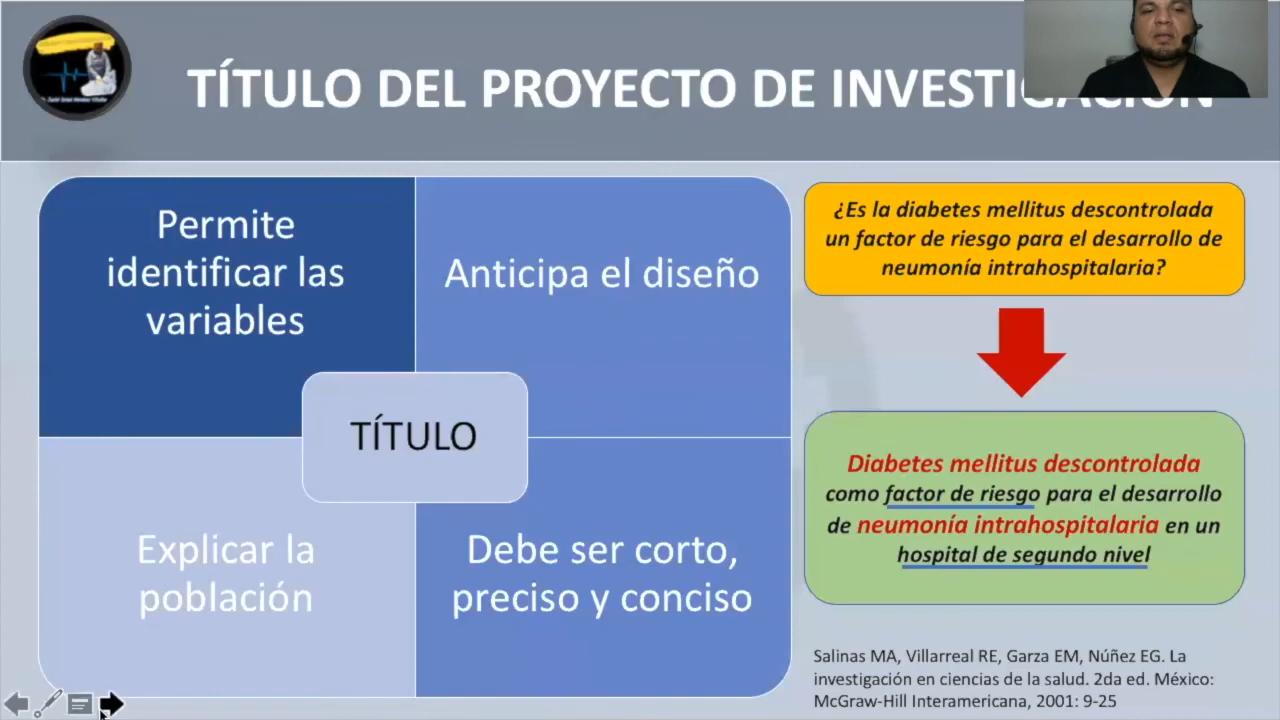 TÍTULO DEL PROYECTO DE INVESTIGACIÓN
Permite
identificar las
variables
Anticipa el diseño
TÍTULO
Explicar la
población
Debe ser corto,
preciso y conciso
¿Es la diabetes mellitus descontrolada
un factor de riesgo para el desarrollo de
neumonía intrahospitalaria?
Diabetes mellitus descontrolada
como factor de riesgo para el desarrollo
de neumonía intrahospitalaria en un
hospital de segundo nivel
Salinas MA, Villarreal RE, Garza EM, Núñez EG. La
investigación en ciencias de la salud. 2da ed. México:
McGraw-Hill Interamericana, 2001: 9-25